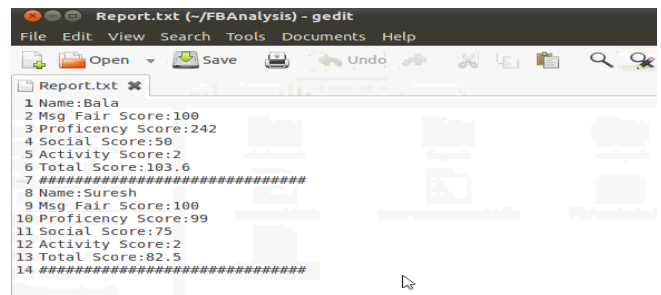 Report.txt (~/FBAnalysis) - gedit
File Edit View Search Tools Documents Help
Open Save Undo
Report.txt
1 Name:Bala
2 Msg Fair Score:100
3 Proficency Score:242
4 Social Score:50
5 Activity Score:2
6 Total Score:103.6
7 ##############################
8 Name:Suresh
9 Msg Fair Score:100
10 Proficency Score:99
11 Social Score:75
12 Activity Score:2
13 Total Score:82.5
14 ##############################